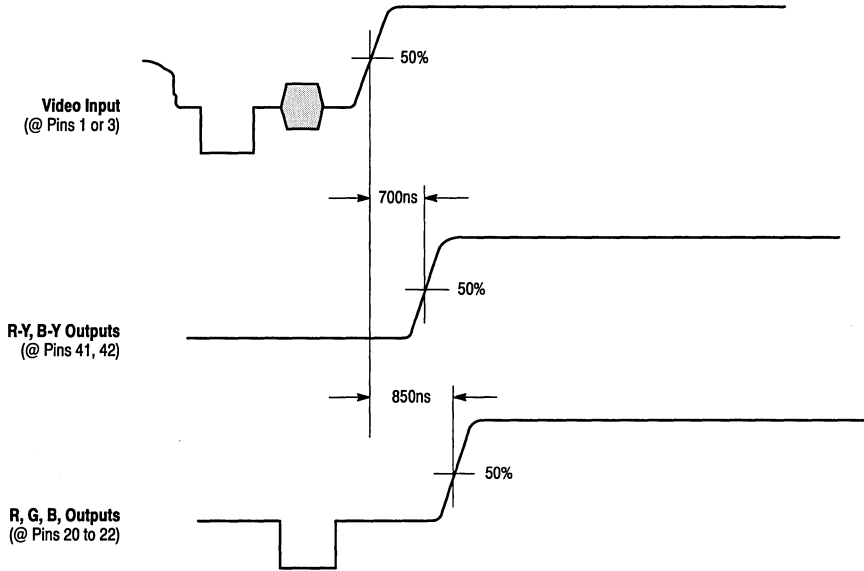 50%
Video Input
(@ Pins 1 or 3)
700ns
50%
R-Y, B-Y Outputs
(@ Pins 41, 42)
850ns
50%
R, G, B, Outputs
(@ Pins 20 to 22)